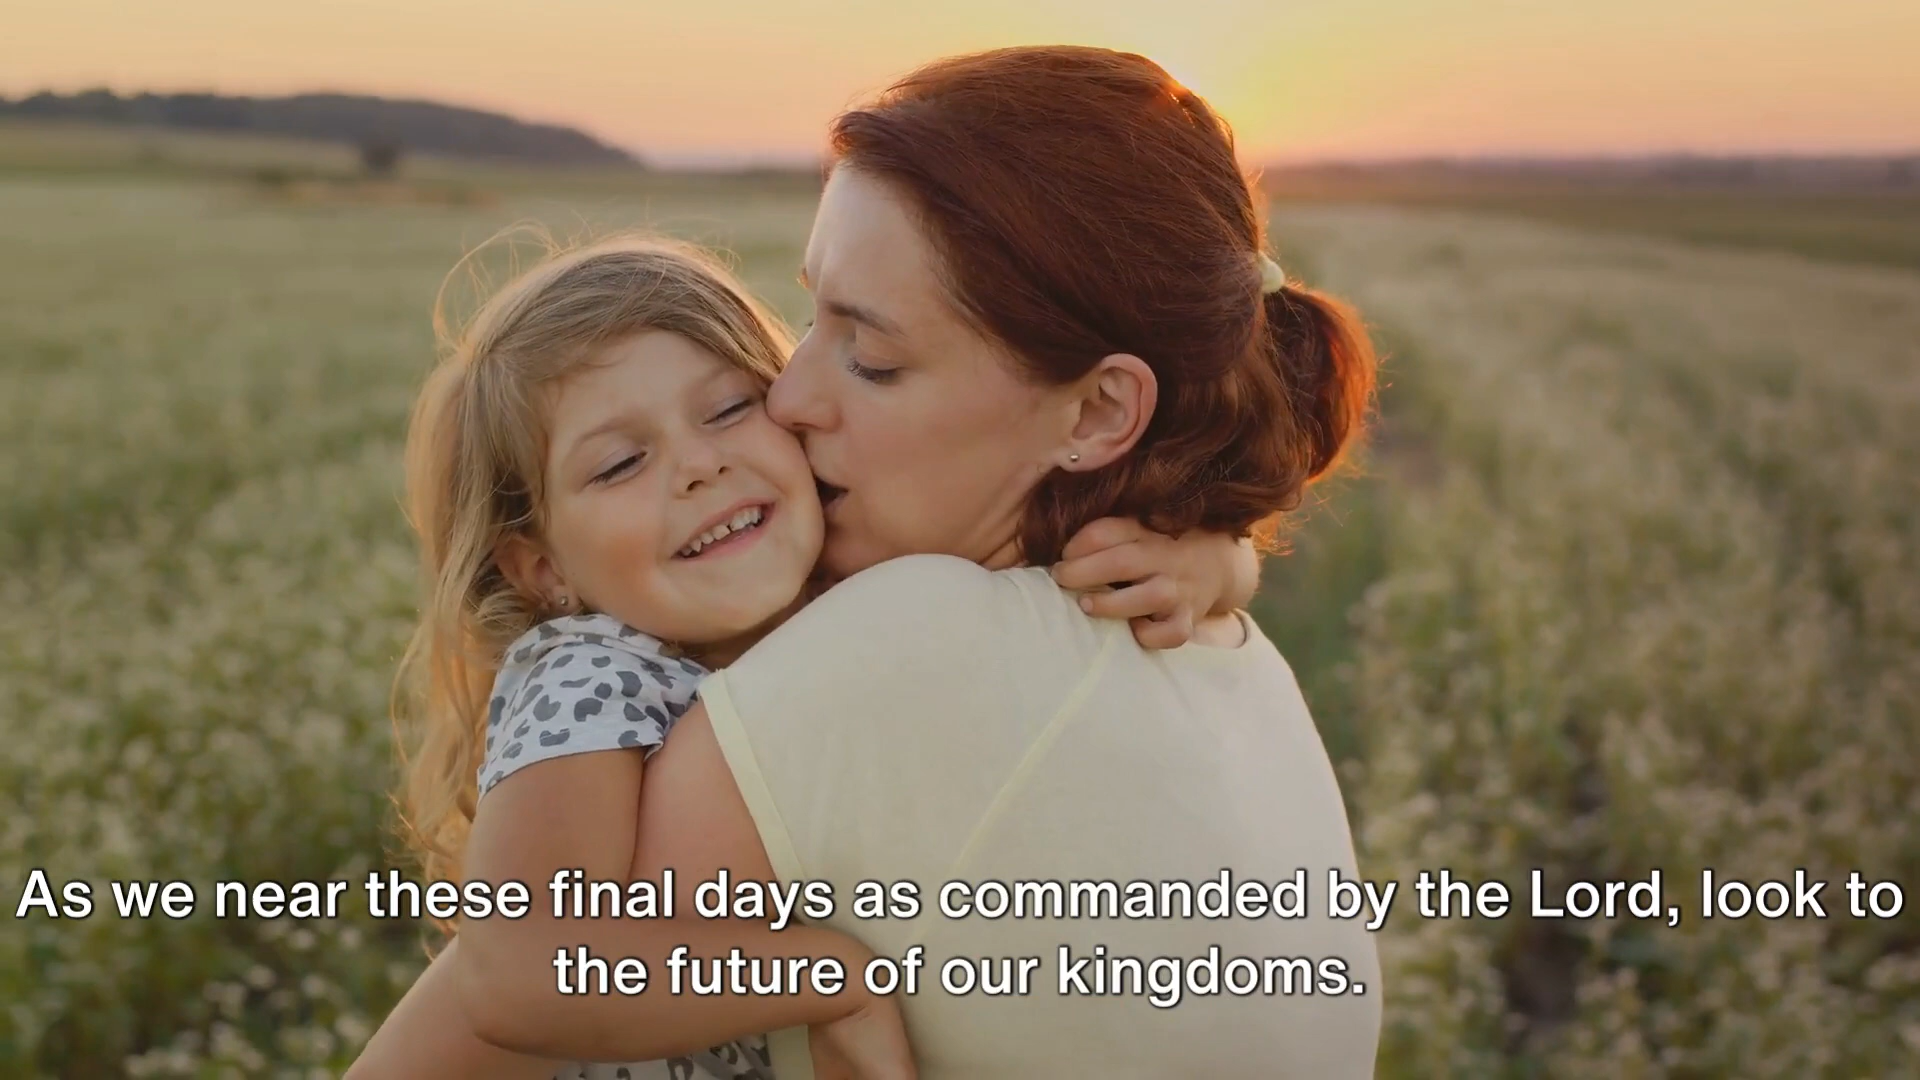 As we near these final days as commanded by the Lord, look to
the future of our kingdoms.